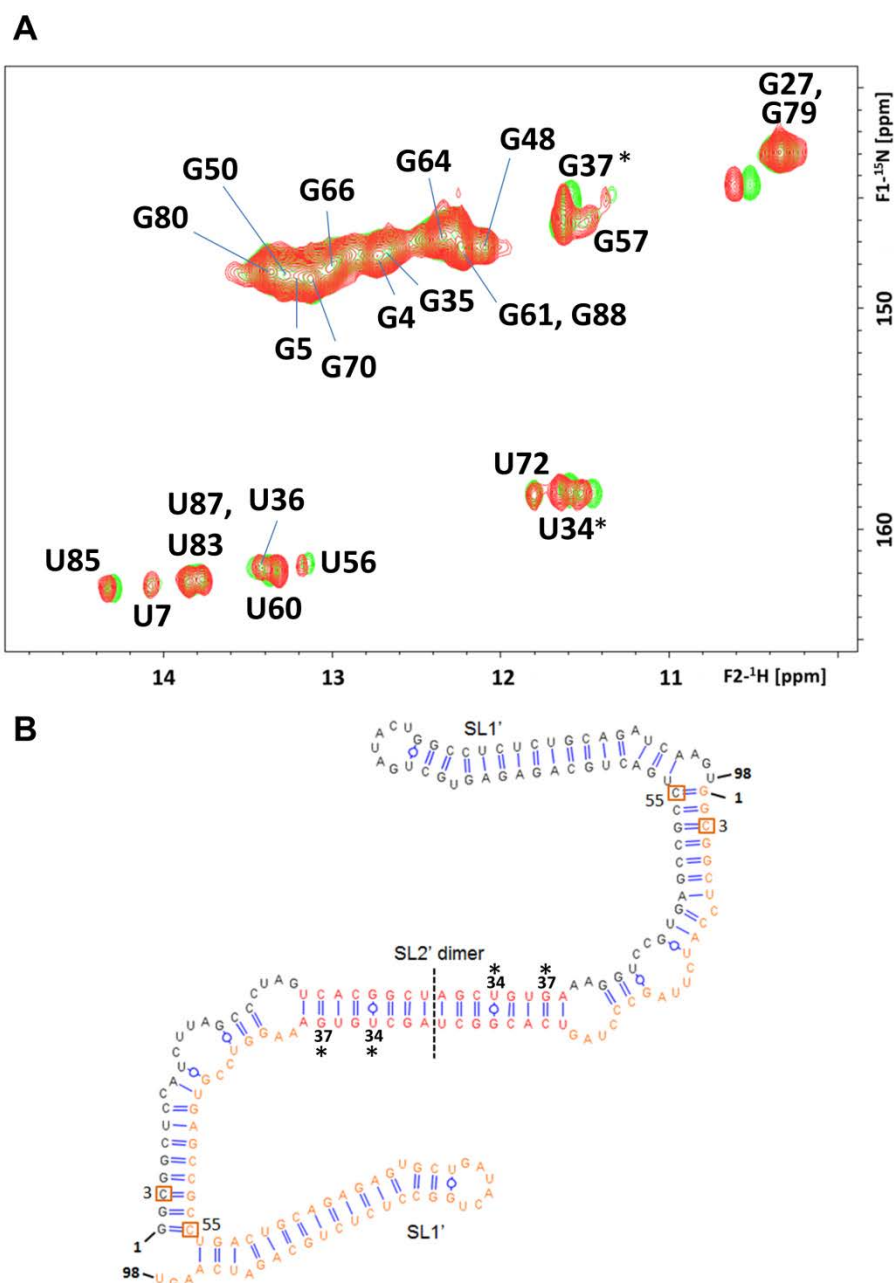 A
G27,
G79
G48
G64
G37 *
G50
G66
G80
G57
G35
G4
G61, G88
G5
G70
150
F1-¹⁵N [ppm]
U72
U87,
U36
U83
U34*
U85
U56
U7
U60
160
14
13
12
11
F2-¹H [ppm]
B
SL1'
98
55
1
3
SL2' dimer
* *
34 37
UCACGGCUAGCUGUGA
AGUGUCGAUCGGCACU
37 34
* *
3
55
1
SL1'
98